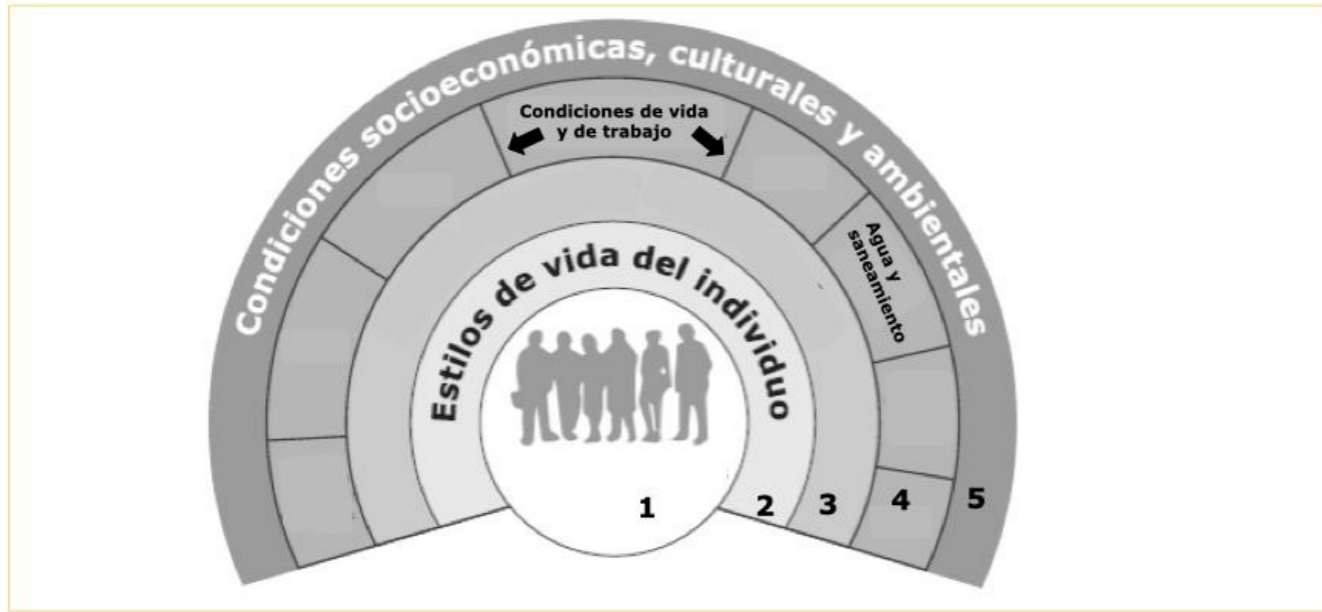 Condiciones socioeconómicas, culturales y ambientales
Condiciones de vida
y de trabajo
Agua y
saneamiento
Estilos de vida del individuo
1
2
3
4
5